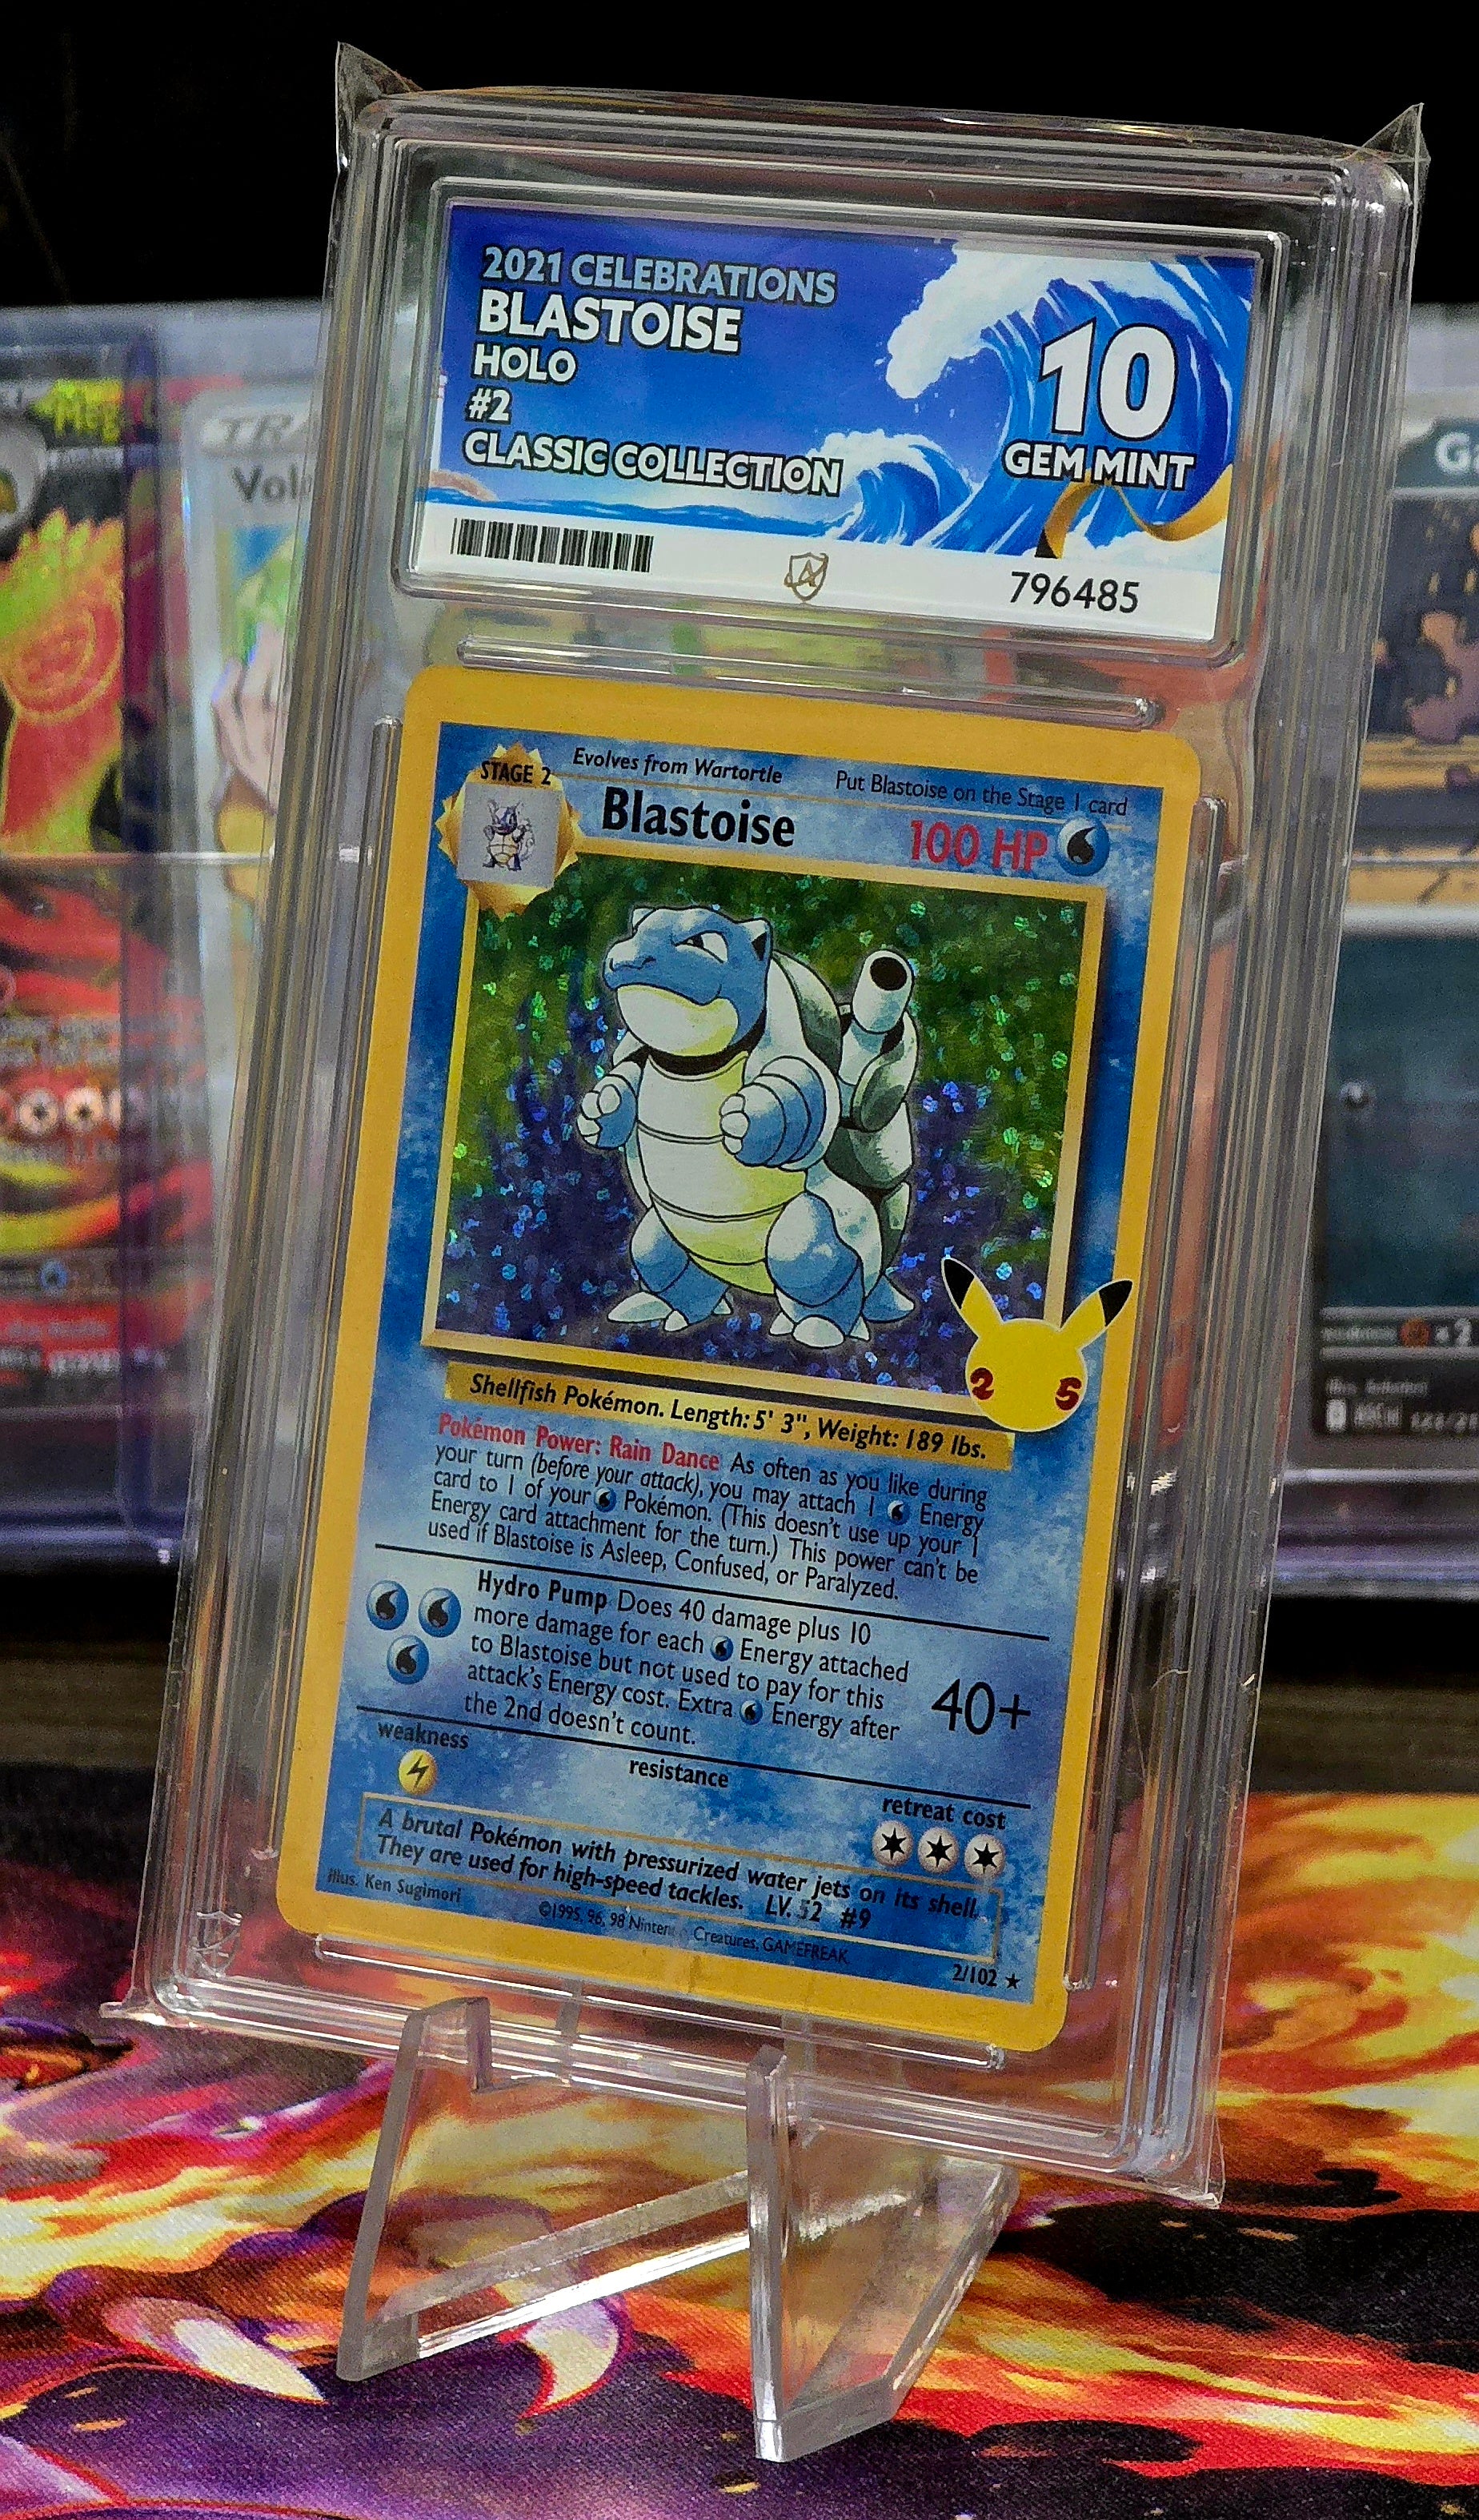 2021 CELEBRATIONS
BLASTOISE
HOLO
#2
CLASSIC COLLECTION
10
GEM MINT
796485
STAGE 2
Evolves from Wartortle
Put Blastoise on the Stage 1 card
Blastoise
100 HP
25
Shellfish Pokémon. Length: 5' 3", Weight: 189 lbs.
Pokémon Power: Rain Dance As often as you like during
your turn (before your attack), you may attach 1 Energy
card to 1 of your Pokémon. (This doesn't use up your 1
Energy card attachment for the turn.) This power can't be
used if Blastoise is Asleep, Confused, or Paralyzed.
Hydro Pump Does 40 damage plus 10
more damage for each Energy attached
to Blastoise but not used to pay for this
attack's Energy cost. Extra Energy after
the 2nd doesn't count.
40+
weakness
resistance
retreat cost
A brutal Pokémon with pressurized water jets on its shell.
They are used for high-speed tackles. LV. 52 #9
Illus. Ken Sugimori
©1995, 96, 98 Nintendo, Creatures, GAMEFREAK
2/102 ★